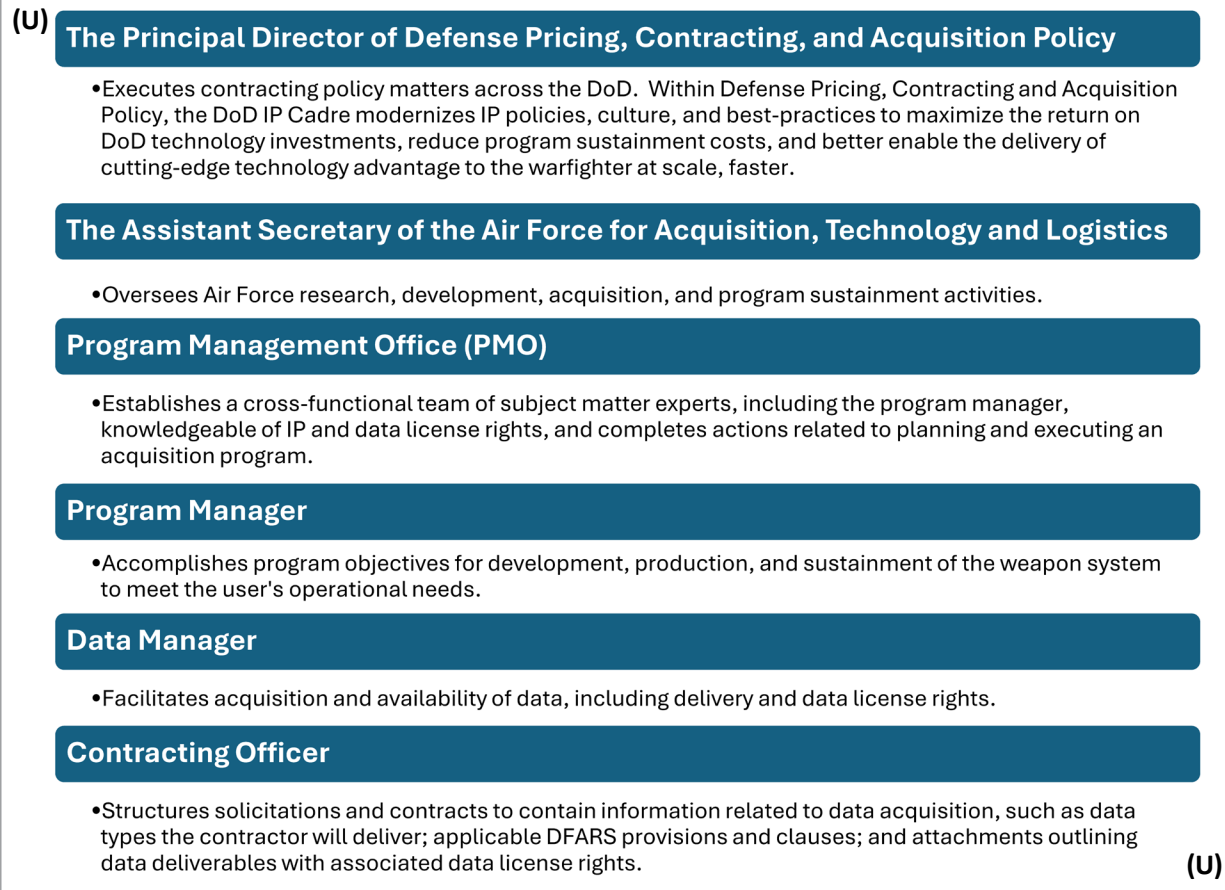 (U)
The Principal Director of Defense Pricing, Contracting, and Acquisition Policy
•Executes contracting policy matters across the DoD.  Within Defense Pricing, Contracting and Acquisition
Policy, the DoD IP Cadre modernizes IP policies, culture, and best-practices to maximize the return on
DoD technology investments, reduce program sustainment costs, and better enable the delivery of
cutting-edge technology advantage to the warfighter at scale, faster.
The Assistant Secretary of the Air Force for Acquisition, Technology and Logistics
•Oversees Air Force research, development, acquisition, and program sustainment activities.
Program Management Office (PMO)
•Establishes a cross-functional team of subject matter experts, including the program manager,
knowledgeable of IP and data license rights, and completes actions related to planning and executing an
acquisition program.
Program Manager
•Accomplishes program objectives for development, production, and sustainment of the weapon system
to meet the user's operational needs.
Data Manager
•Facilitates acquisition and availability of data, including delivery and data license rights.
Contracting Officer
•Structures solicitations and contracts to contain information related to data acquisition, such as data
types the contractor will deliver; applicable DFARS provisions and clauses; and attachments outlining
data deliverables with associated data license rights.
(U)